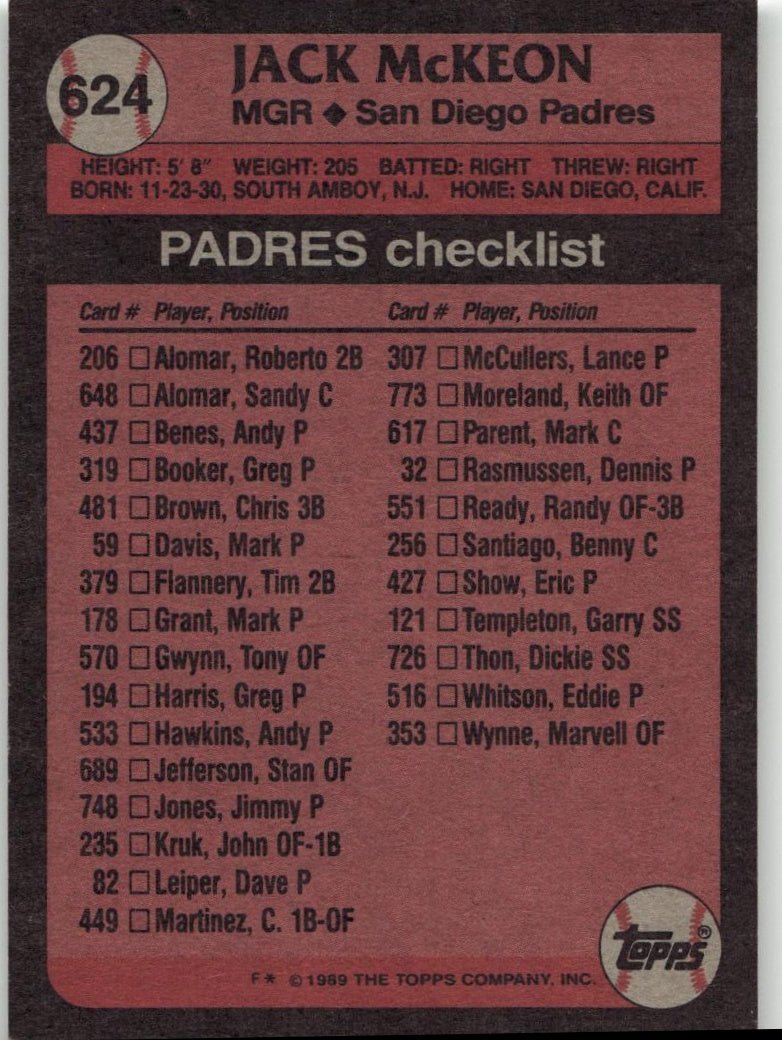 624
JACK McKEON
MGR ◆ San Diego Padres
HEIGHT: 5' 8" WEIGHT: 205 BATTED: RIGHT THREW: RIGHT
BORN: 11-23-30, SOUTH AMBOY, N.J. HOME: SAN DIEGO, CALIF.
PADRES checklist
Card # Player, Position
206 □ Alomar, Roberto 2B
648 □ Alomar, Sandy C
437 □ Benes, Andy P
319 □ Booker, Greg P
481 □ Brown, Chris 3B
59 □ Davis, Mark P
379 □ Flannery, Tim 2B
178 □ Grant, Mark P
570 □ Gwynn, Tony OF
194 □ Harris, Greg P
533 □ Hawkins, Andy P
689 □ Jefferson, Stan OF
748 □ Jones, Jimmy P
235 □ Kruk, John OF-1B
82 □ Leiper, Dave P
449 □ Martinez, C. 1B-OF
Card # Player, Position
307 □ McCullers, Lance P
773 □ Moreland, Keith OF
617 □ Parent, Mark C
32 □ Rasmussen, Dennis P
551 □ Ready, Randy OF-3B
256 □ Santiago, Benny C
427 □ Show, Eric P
121 □ Templeton, Garry SS
726 □ Thon, Dickie SS
516 □ Whitson, Eddie P
353 □ Wynne, Marvell OF
F* © 1989 THE TOPPS COMPANY, INC.
TOPPS®